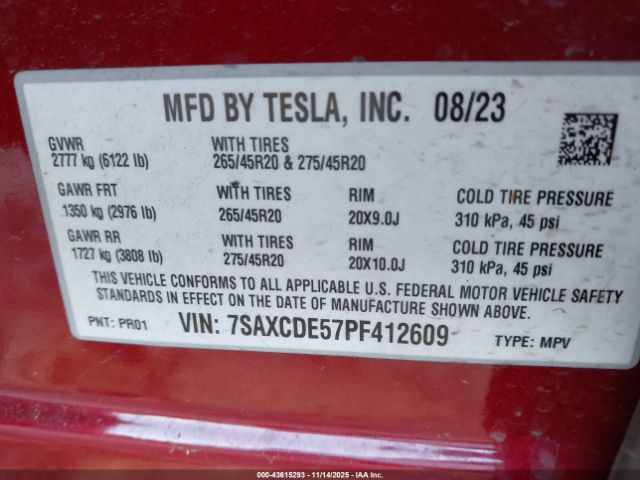 MFD BY TESLA, INC. 08/23
GVWR WITH TIRES
2777 kg (6122 lb) 265/45R20 & 275/45R20
GAWR FRT WITH TIRES RIM COLD TIRE PRESSURE
1350 kg (2976 lb) 265/45R20 20X9.0J 310 kPa, 45 psi
GAWR RR WITH TIRES RIM COLD TIRE PRESSURE
1727 kg (3808 lb) 275/45R20 20X10.0J 310 kPa, 45 psi
THIS VEHICLE CONFORMS TO ALL APPLICABLE U.S. FEDERAL MOTOR VEHICLE SAFETY
STANDARDS IN EFFECT ON THE DATE OF MANUFACTURE SHOWN ABOVE.
PNT: PR01 VIN: 7SAXCDE57PF412609 TYPE: MPV
000-43615293 - 11/14/2025 - IAA Inc.